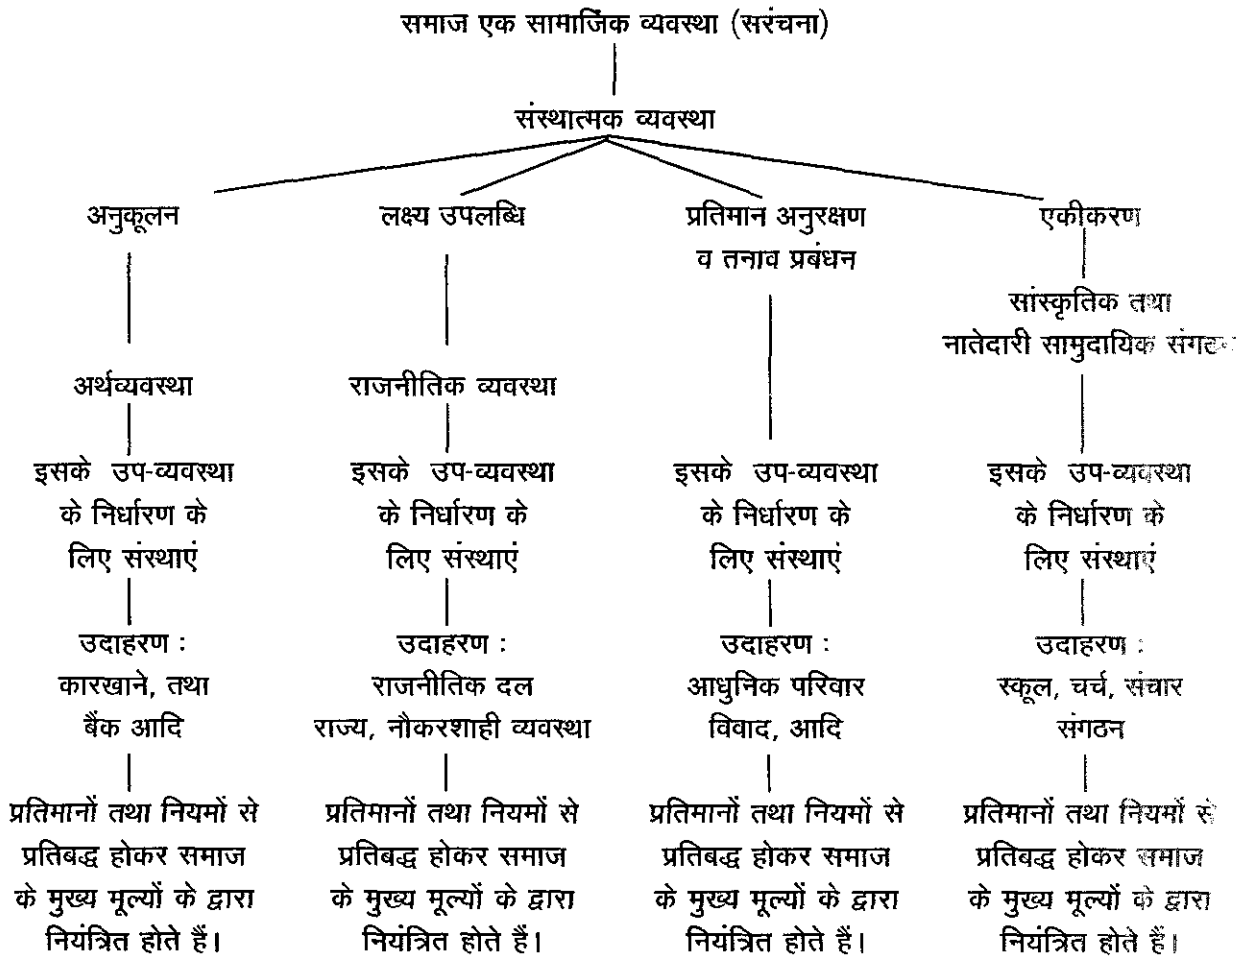 समाज एक सामाजिक व्यवस्था (सरंचना)
संस्थात्मक व्यवस्था
अनुकूलन
लक्ष्य उपलब्धि
प्रतिमान अनुरक्षण
व तनाव प्रबंधन
एकीकरण
सांस्कृतिक तथा
नातेदारी सामुदायिक संगठन
अर्थव्यवस्था
राजनीतिक व्यवस्था
इसके उप-व्यवस्था
के निर्धारण के
लिए संस्थाएं
इसके उप-व्यवस्था
के निर्धारण के
लिए संस्थाएं
इसके उप-व्यवस्था
के निर्धारण के
लिए संस्थाएं
इसके उप-व्यवस्था
के निर्धारण के
लिए संस्थाएं
उदाहरण :
कारखाने, तथा
बैंक आदि
उदाहरण :
राजनीतिक दल
राज्य, नौकरशाही व्यवस्था
उदाहरण :
आधुनिक परिवार
विवाद, आदि
उदाहरण :
स्कूल, चर्च, संचार
संगठन
प्रतिमानों तथा नियमों से
प्रतिबद्ध होकर समाज
के मुख्य मूल्यों के द्वारा
नियंत्रित होते हैं।
प्रतिमानों तथा नियमों से
प्रतिबद्ध होकर समाज
के मुख्य मूल्यों के द्वारा
नियंत्रित होते हैं।
प्रतिमानों तथा नियमों से
प्रतिबद्ध होकर समाज
के मुख्य मूल्यों के द्वारा
नियंत्रित होते हैं।
प्रतिमानों तथा नियमों से
प्रतिबद्ध होकर समाज
के मुख्य मूल्यों के द्वारा
नियंत्रित होते हैं।